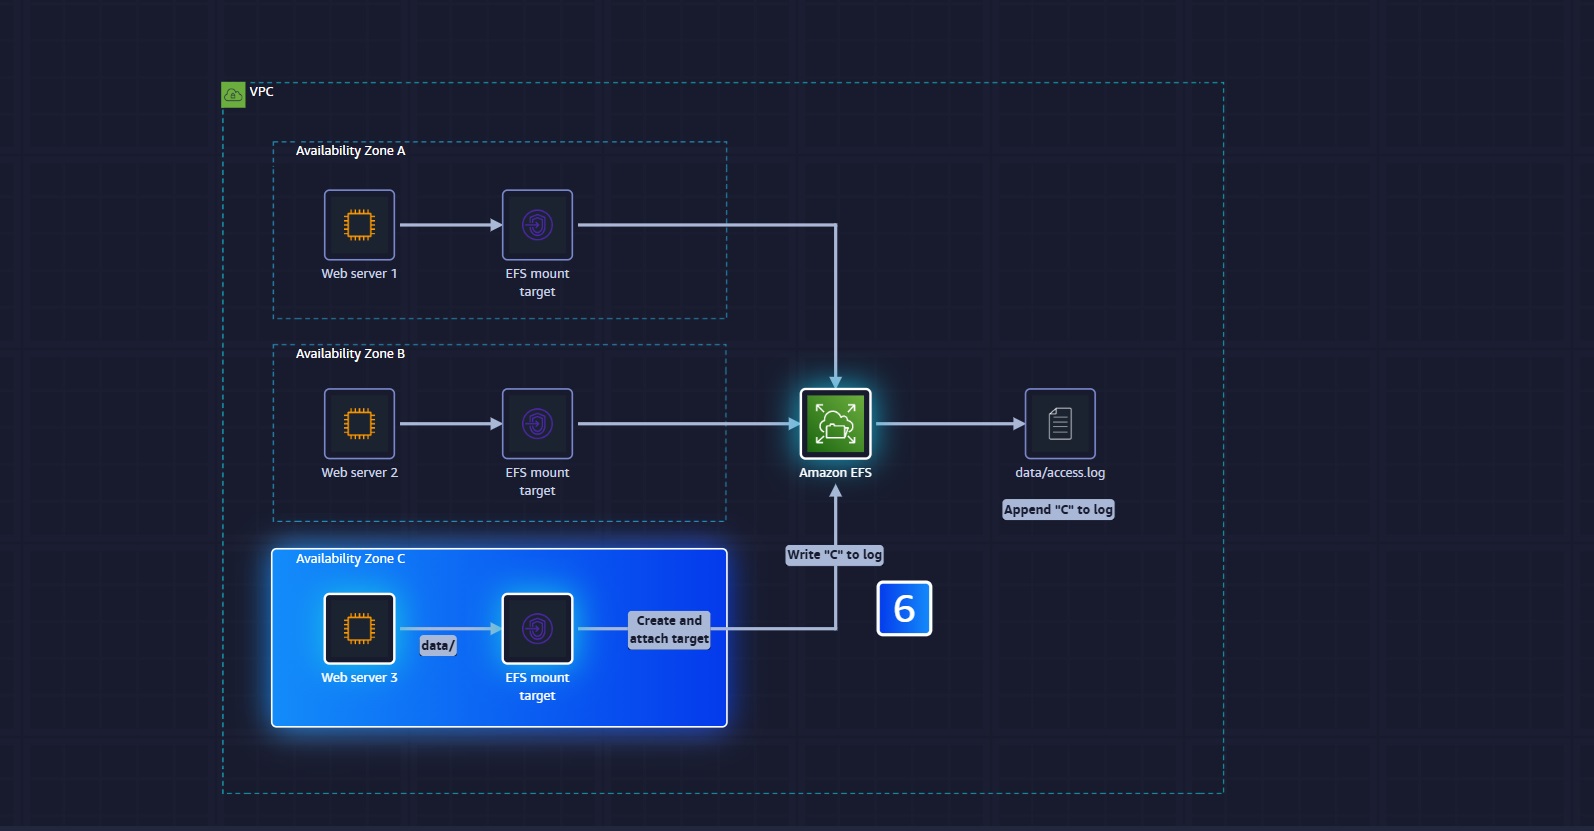 VPC
Availability Zone A
Web server 1
EFS mount
target
Availability Zone B
Web server 2
EFS mount
target
Amazon EFS
data/access.log
Append "C" to log
Write "C" to log
6
Availability Zone C
Create and
attach target
data/
Web server 3
EFS mount
target